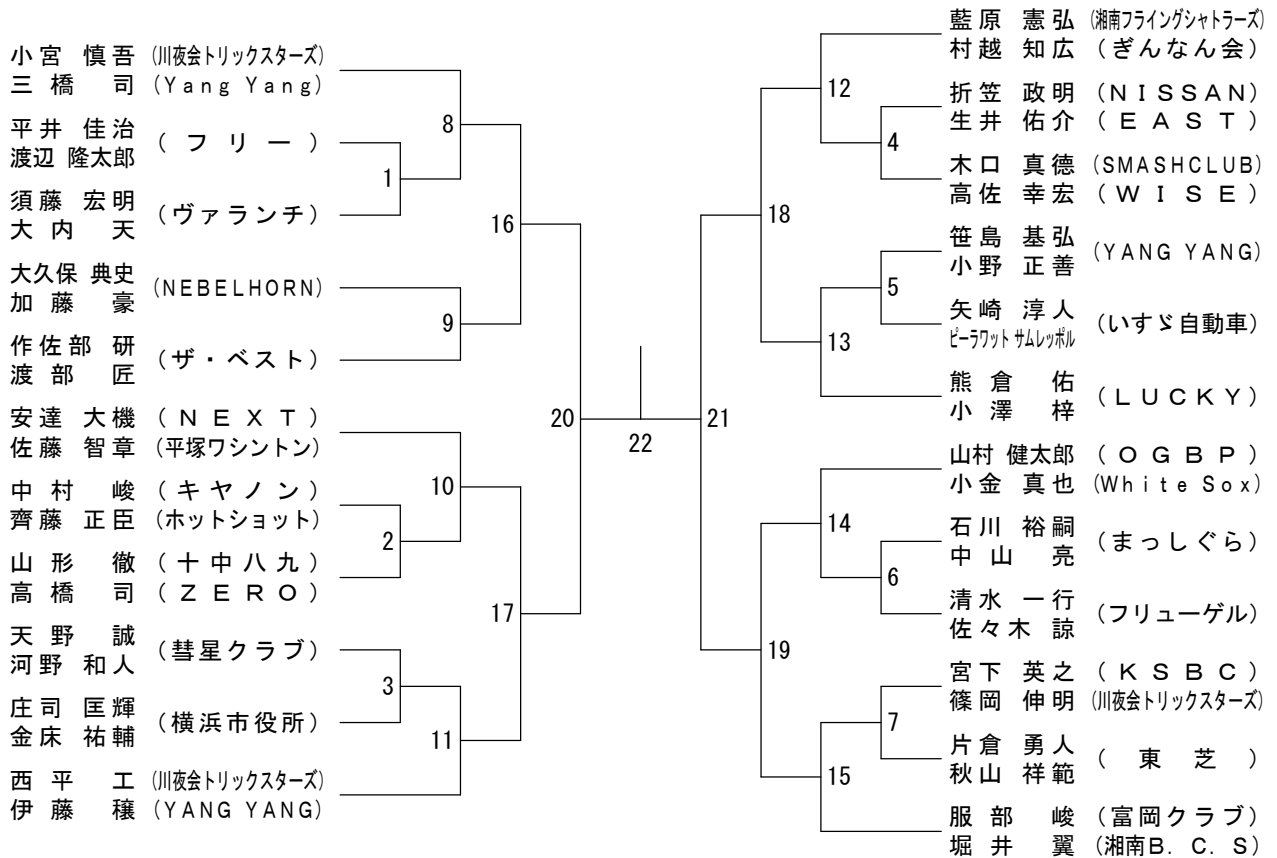 小宮 慎吾 (川夜会トリックスターズ)
三橋 司 (Yang Yang)
8
平井 佳治
渡辺 隆太郎 (フリー)
1
須藤 宏明
大内 天 (ヴァランチ)
16
大久保 典史
加藤 豪 (NEBELHORN)
9
作佐部 研
渡部 匠 (ザ・ベスト)
20
安達 大機 (NEXT)
佐藤 智章 (平塚ワシントン)
10
中村 峻 (キヤノン)
齊藤 正臣 (ホットショット)
2
山形 徹 (十中八九)
高橋 司 (ZERO)
17
天野 誠
河野 和人 (彗星クラブ)
3
庄司 匡輝
金床 祐輔 (横浜市役所)
11
西平 工 (川夜会トリックスターズ)
伊藤 穣 (YANG YANG)
22
藍原 憲弘 (湘南フライングシャトラーズ)
村越 知広 (ぎんなん会)
12
折笠 政明 (NISSAN)
生井 佑介 (EAST)
4
木口 真德 (SMASHCLUB)
高佐 幸宏 (WISE)
18
笹島 基弘
小野 正善 (YANG YANG)
5
矢崎 淳人
ピーラワット サムレッポル (いすゞ自動車)
13
熊倉 佑
小澤 梓 (LUCKY)
21
山村 健太郎 (OGBP)
小金 真也 (White Sox)
14
石川 裕嗣
中山 亮 (まっしぐら)
6
清水 一行
佐々木 諒 (フリューゲル)
19
宮下 英之 (KSBC)
篠岡 伸明 (川夜会トリックスターズ)
7
片倉 勇人
秋山 祥範 (東芝)
15
服部 峻 (富岡クラブ)
堀井 翼 (湘南B.C.S)